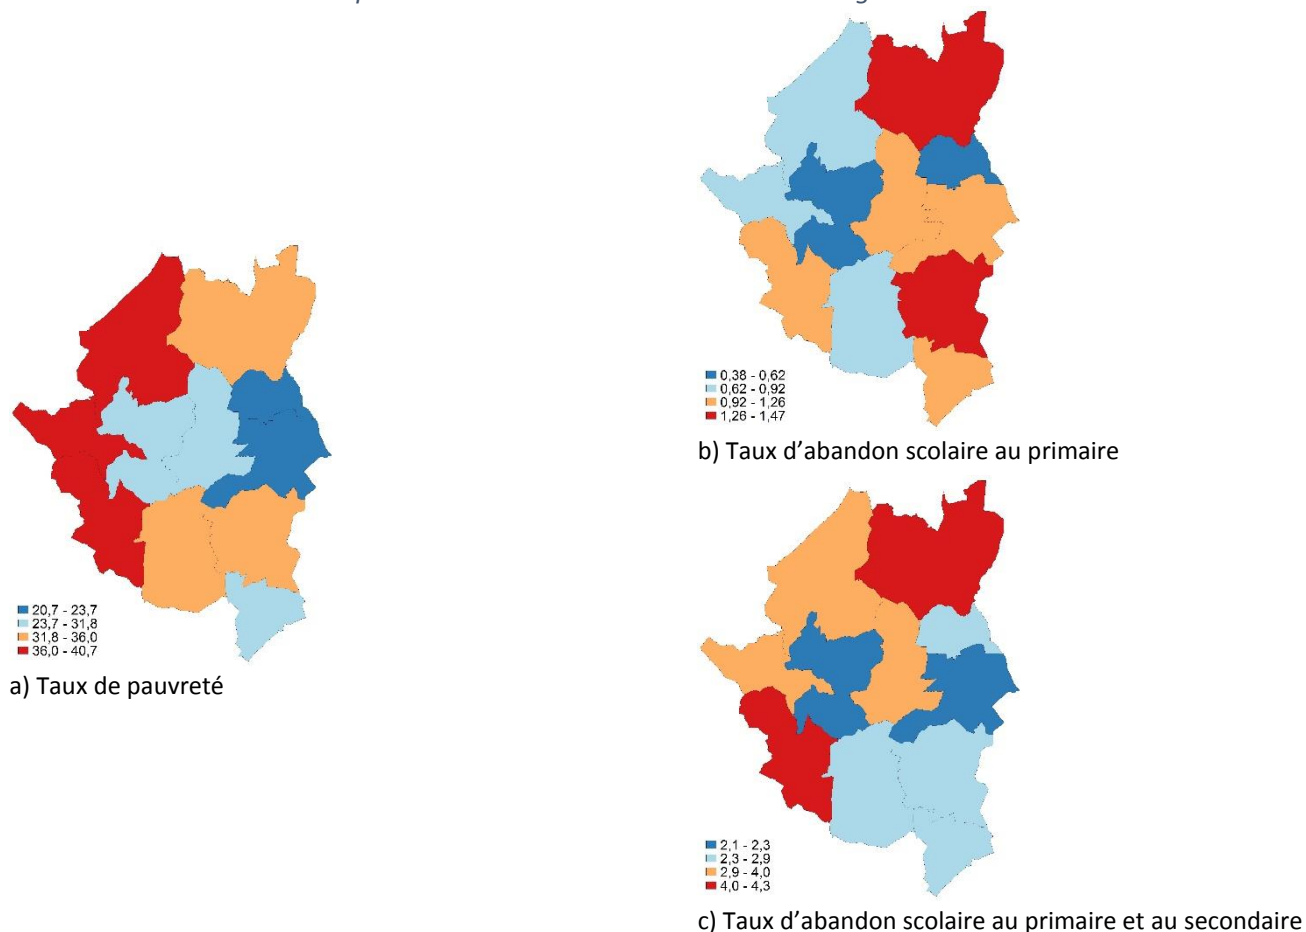 0,38 - 0,62
0,62 - 0,92
0,92 - 1,26
1,26 - 1,47
b) Taux d’abandon scolaire au primaire
20,7 - 23,7
23,7 - 31,8
31,8 - 36,0
36,0 - 40,7
a) Taux de pauvreté
2,1 - 2,3
2,3 - 2,9
2,9 - 4,0
4,0 - 4,3
c) Taux d’abandon scolaire au primaire et au secondaire